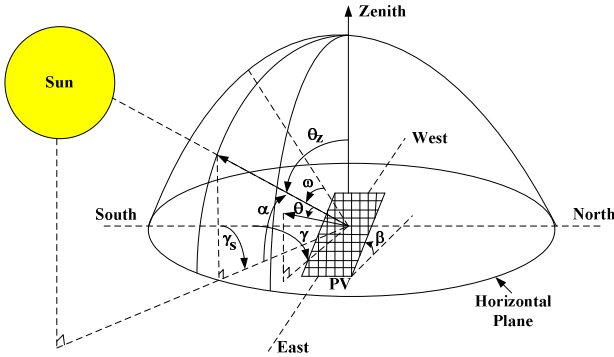 Zenith
Sun
West
θz
ω
South
α
θ
North
γs
γ
β
PV
Horizontal
Plane
East